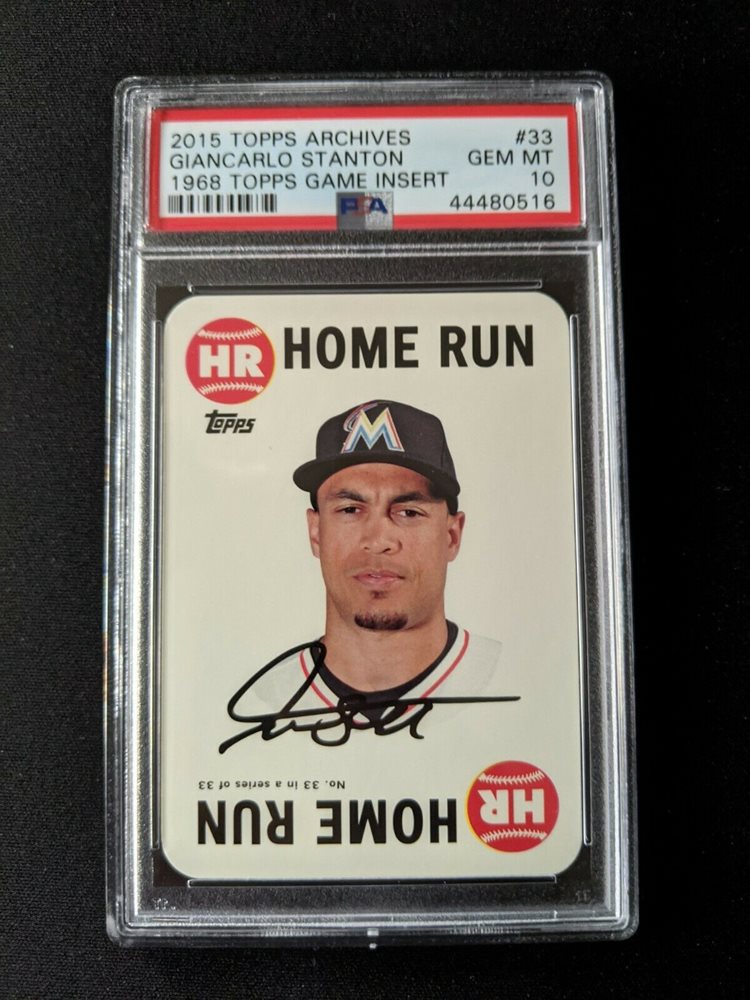 2015 TOPPS ARCHIVES #33
GIANCARLO STANTON GEM MT
1968 TOPPS GAME INSERT 10
PSA 44480516
HR HOME RUN
TOPPS
M
No. 33 in a series of 33
HOME RUN HR